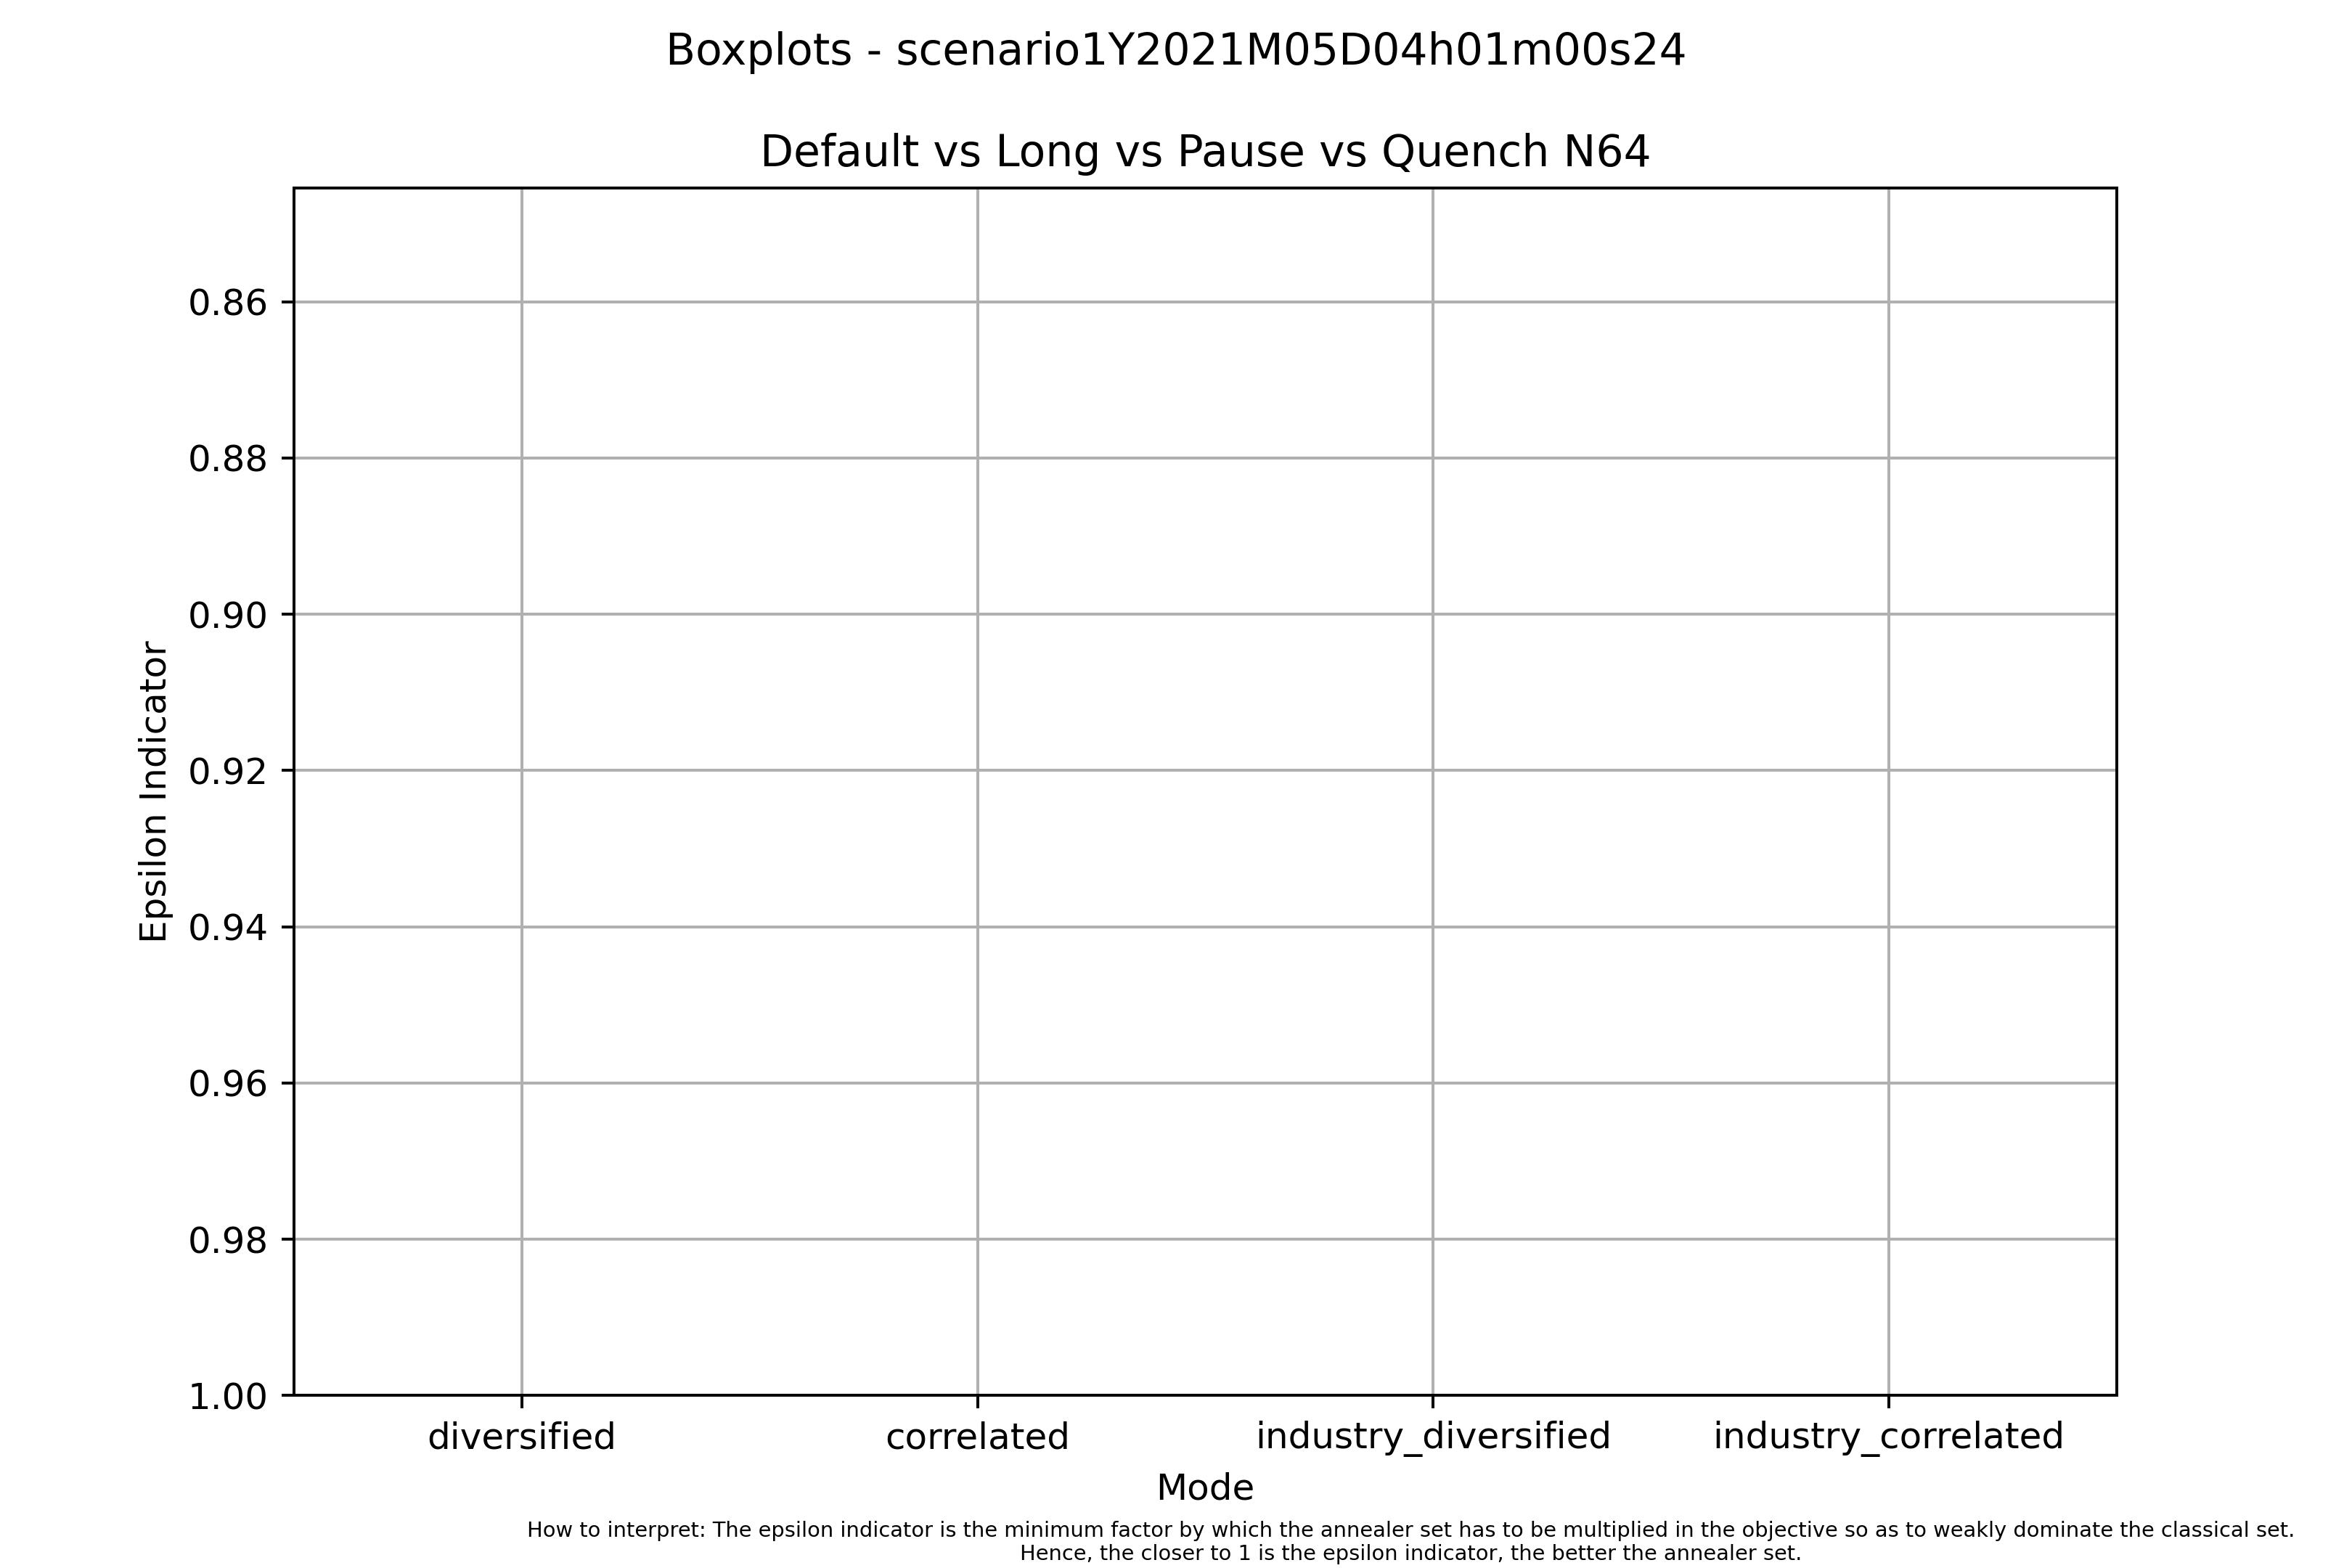 Boxplots - scenario1Y2021M05D04h01m00s24
Default vs Long vs Pause vs Quench N64
Epsilon Indicator
0.86
0.88
0.90
0.92
0.94
0.96
0.98
1.00
diversified
correlated
industry_diversified
industry_correlated
Mode
How to interpret: The epsilon indicator is the minimum factor by which the annealer set has to be multiplied in the objective so as to weakly dominate the classical set.
Hence, the closer to 1 is the epsilon indicator, the better the annealer set.